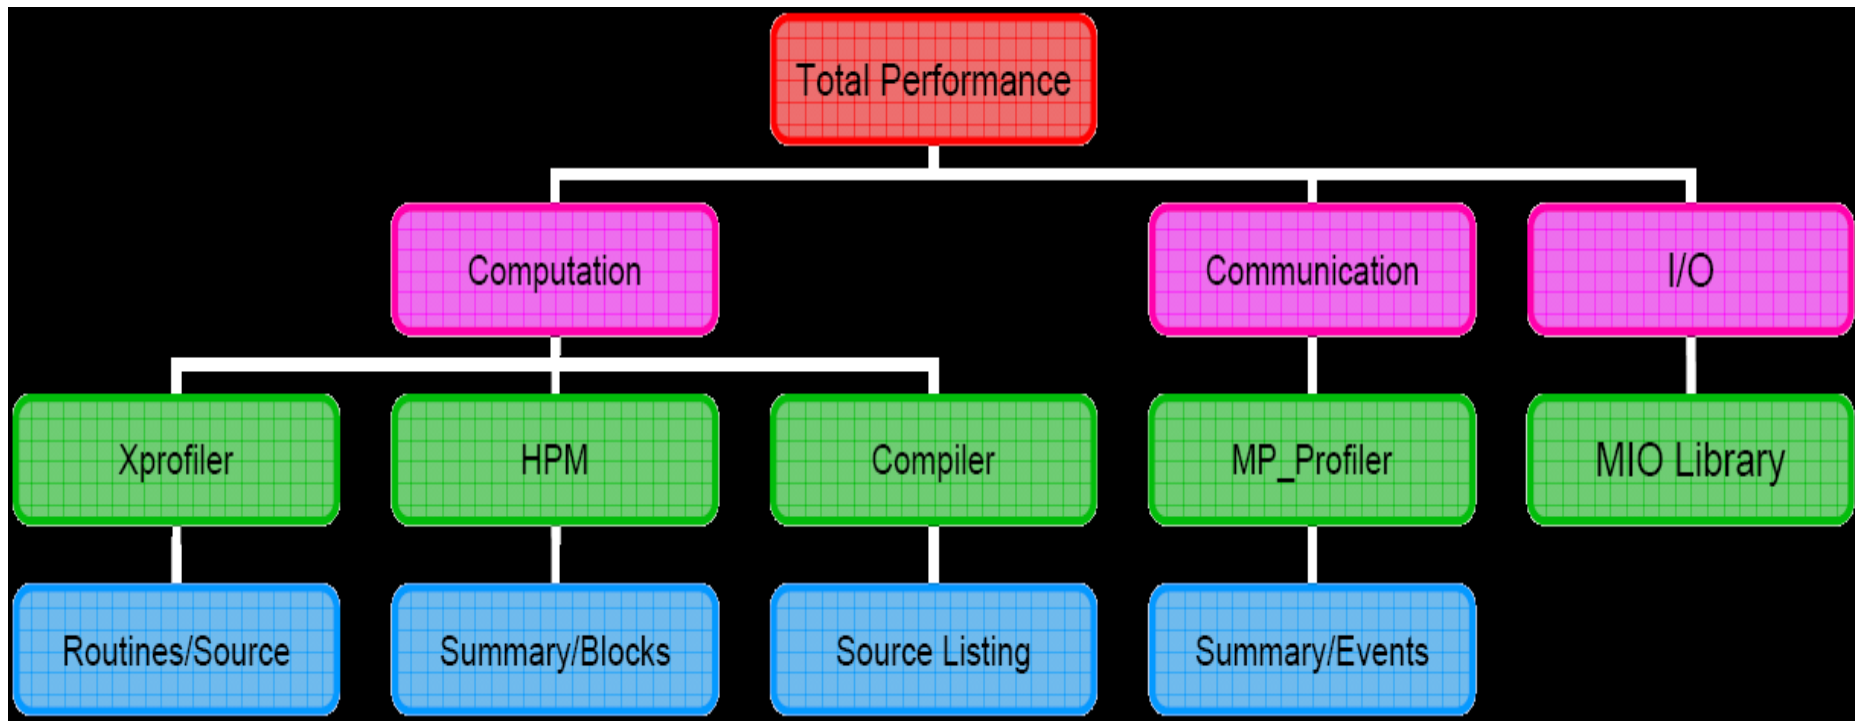 Total Performance
Computation
Communication
I/O
Xprofiler
HPM
Compiler
MP_Profiler
MIO Library
Routines/Source
Summary/Blocks
Source Listing
Summary/Events